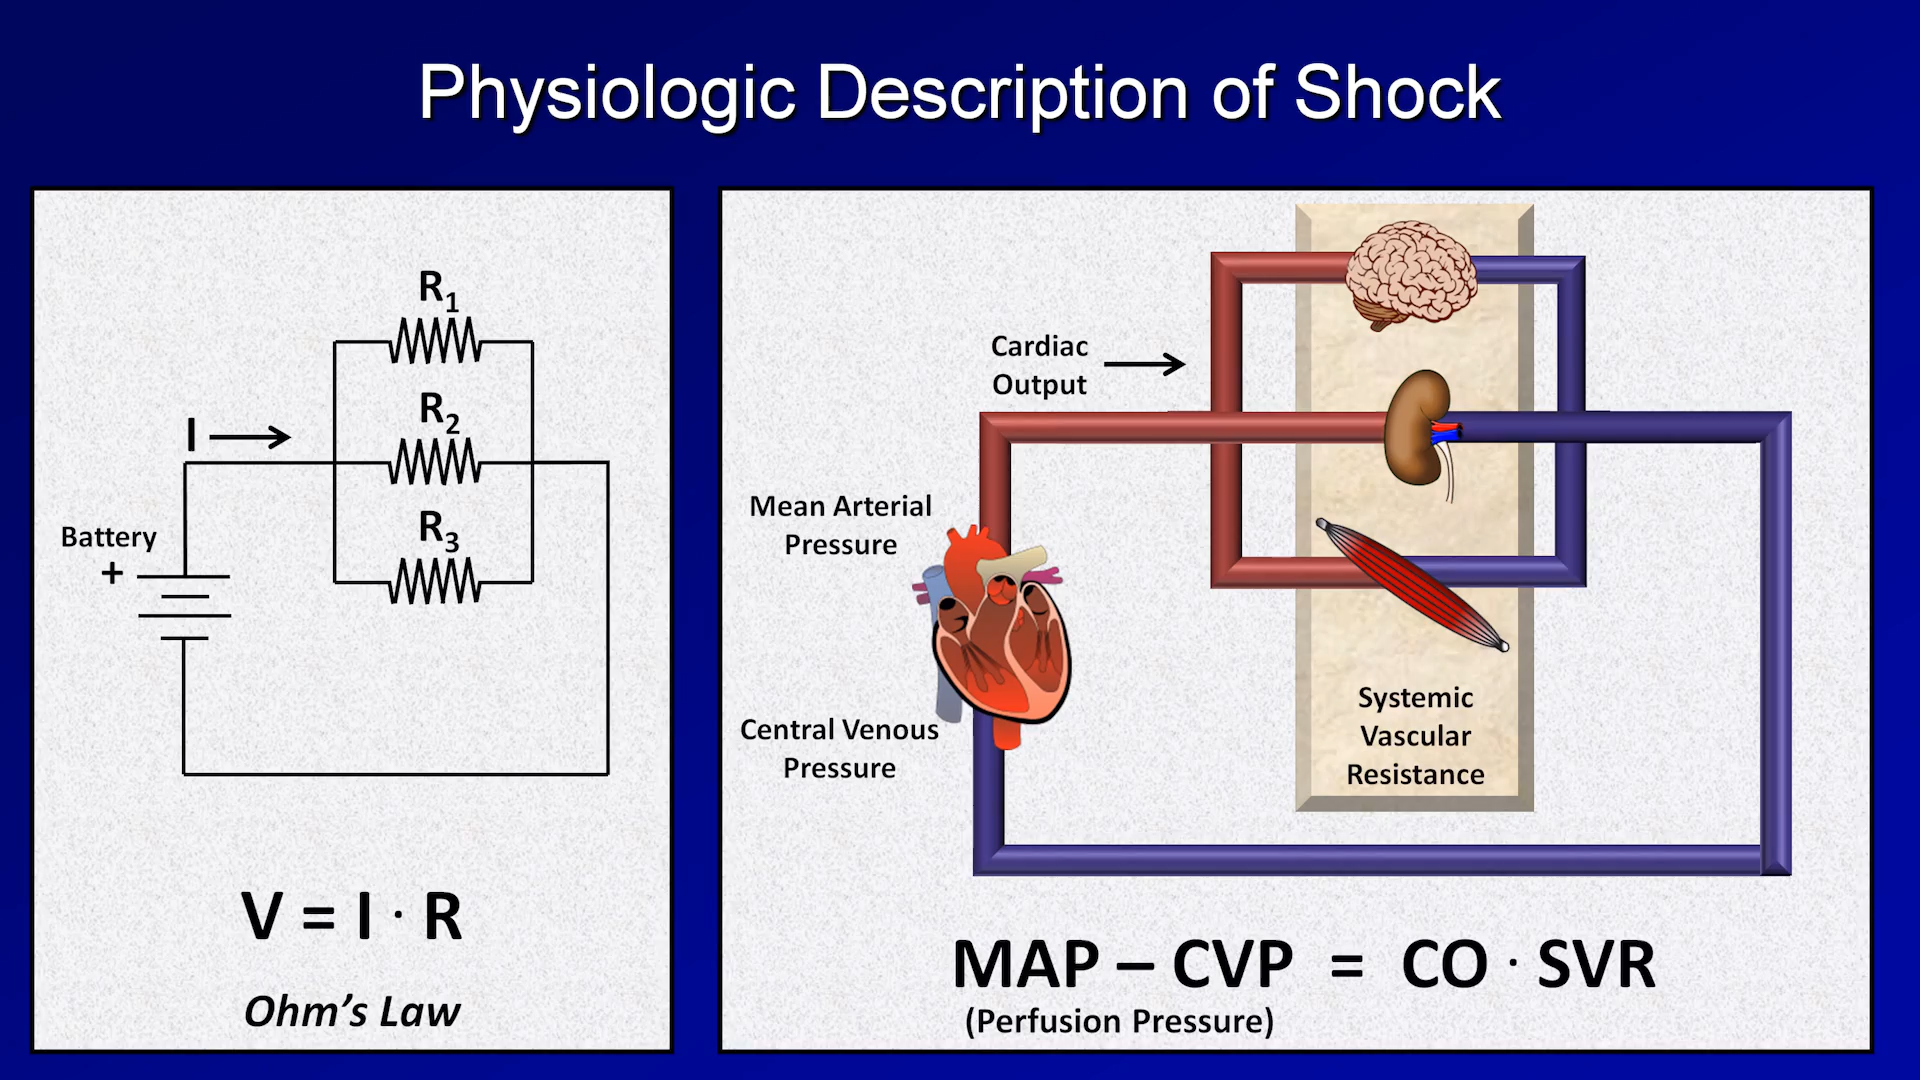 Physiologic Description of Shock
R1
R2
R3
I
Battery
+
V = I · R
Ohm's Law
Cardiac
Output
Mean Arterial
Pressure
Central Venous
Pressure
Systemic
Vascular
Resistance
MAP – CVP = CO · SVR
(Perfusion Pressure)